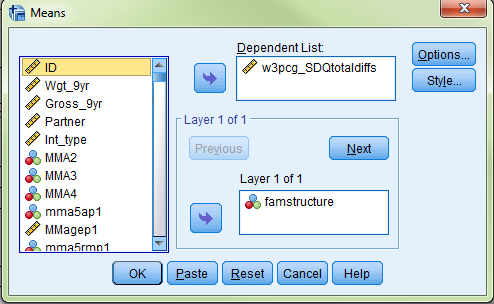 Means
Dependent List:
w3pcg_SDQtotaldiffs
Options...
Style...
ID
Wgt_9yr
Gross_9yr
Partner
Int_type
MMA2
MMA3
MMA4
mma5ap1
MMagep1
mma5rmp1
Layer 1 of 1
Previous
Next
Layer 1 of 1
famstructure
OK
Paste
Reset
Cancel
Help